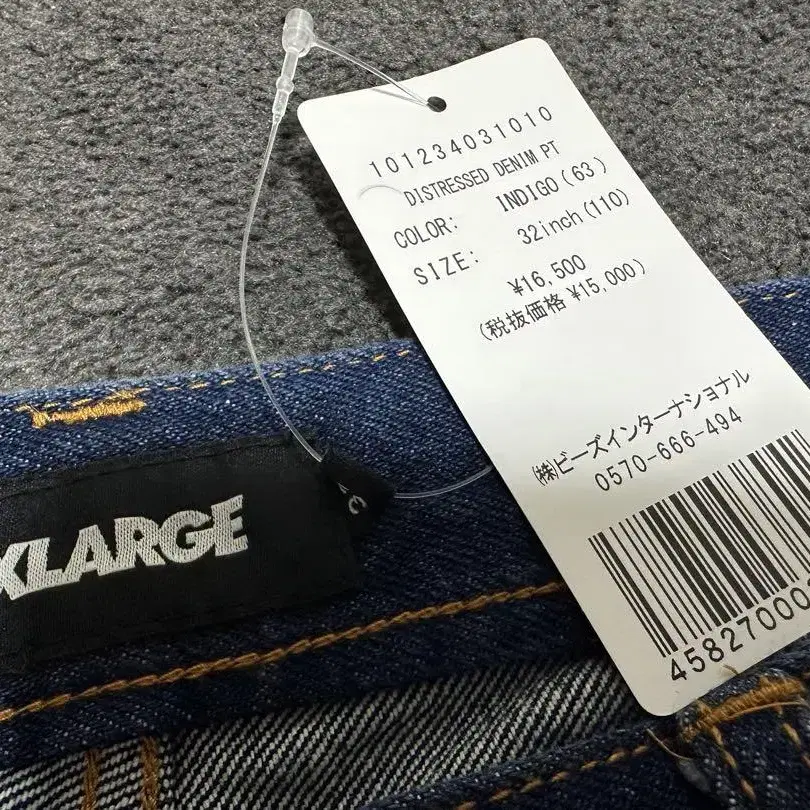 101234031010
DISTRESSED DENIM PT
COLOR: INDIGO(63)
SIZE: 32inch(110)
¥16,500
(税抜価格 ¥15,000)
㈱ビーズインターナショナル
0570-666-494
45827000
XLARGE